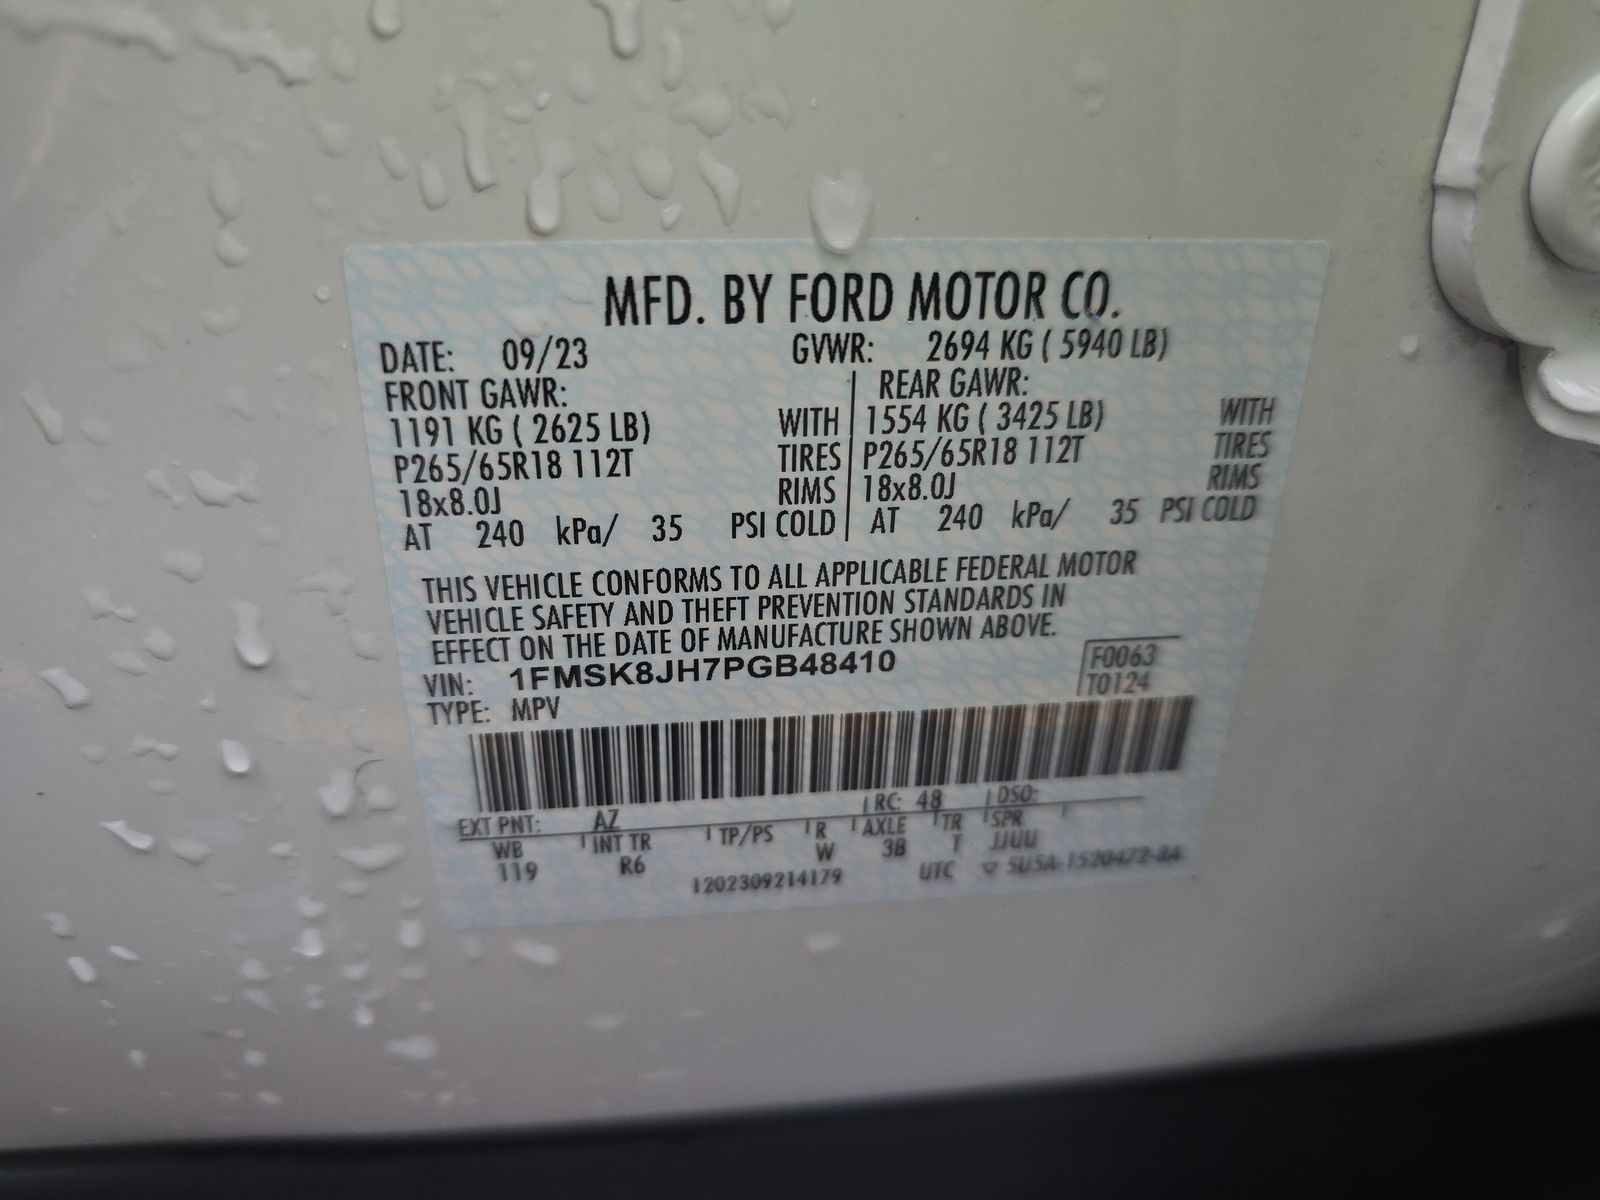 MFD. BY FORD MOTOR CO.
DATE: 09/23 GVWR: 2694 KG ( 5940 LB)
FRONT GAWR: REAR GAWR:
1191 KG ( 2625 LB) WITH 1554 KG ( 3425 LB) WITH
P265/65R18 112T TIRES P265/65R18 112T TIRES
18x8.0J RIMS 18x8.0J RIMS
AT 240 kPa/ 35 PSI COLD AT 240 kPa/ 35 PSI COLD
THIS VEHICLE CONFORMS TO ALL APPLICABLE FEDERAL MOTOR
VEHICLE SAFETY AND THEFT PREVENTION STANDARDS IN
EFFECT ON THE DATE OF MANUFACTURE SHOWN ABOVE.
VIN: 1FMSK8JH7PGB48410 F0063
TYPE: MPV T0124
EXT PNT: AZ RC: 48 DSO:
WB INT TR TP/PS R AXLE TR SPR
119 R6 W 3B T JJUU
1202309214179 UTC ▽ SU5A-1520472-BA